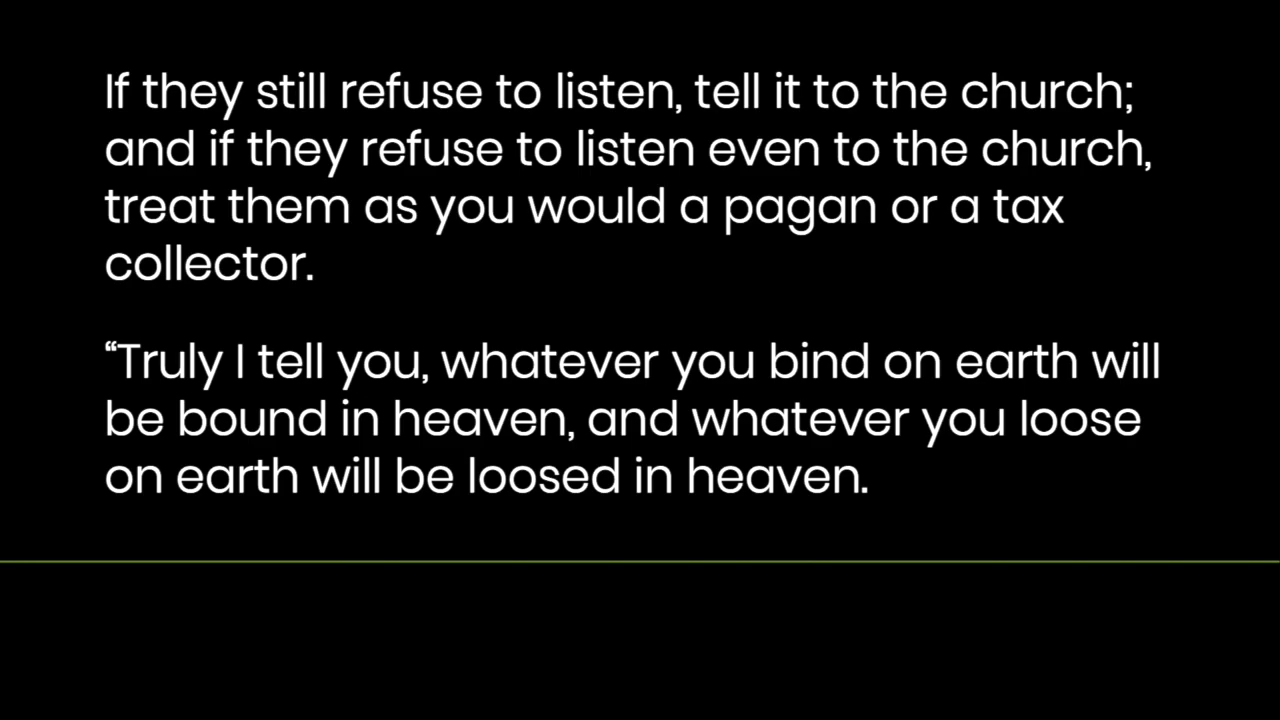 If they still refuse to listen, tell it to the church;
and if they refuse to listen even to the church,
treat them as you would a pagan or a tax
collector.
“Truly I tell you, whatever you bind on earth will
be bound in heaven, and whatever you loose
on earth will be loosed in heaven.